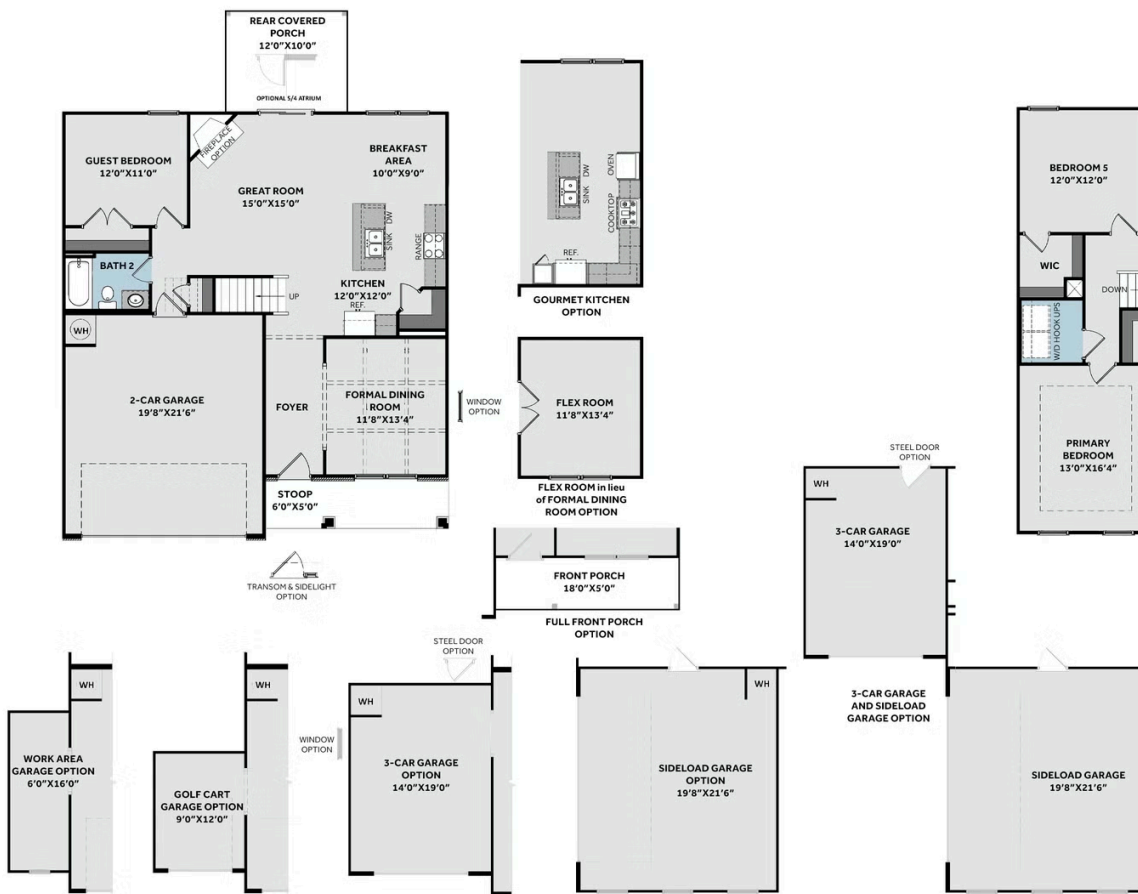 REAR COVERED
PORCH
12'0"X10'0"
OPTIONAL 5/4 ATRIUM
GUEST BEDROOM
12'0"X11'0"
FIREPLACE
OPTION
BREAKFAST
AREA
10'0"X9'0"
GREAT ROOM
15'0"X15'0"
SINK
DW
RANGE
BATH 2
KITCHEN
12'0"X12'0"
REF.
UP
WH
2-CAR GARAGE
19'8"X21'6"
FOYER
FORMAL DINING
ROOM
11'8"X13'4"
STOOP
6'0"X5'0"
WINDOW
OPTION
TRANSOM & SIDELIGHT
OPTION
SINK
DW
OVEN
COOKTOP
REF.
GOURMET KITCHEN
OPTION
FLEX ROOM
11'8"X13'4"
FLEX ROOM in lieu
of FORMAL DINING
ROOM OPTION
FRONT PORCH
18'0"X5'0"
FULL FRONT PORCH
OPTION
BEDROOM 5
12'0"X12'0"
WIC
DOWN
W/D HOOK UPS
PRIMARY
BEDROOM
13'0"X16'4"
STEEL DOOR
OPTION
WH
3-CAR GARAGE
14'0"X19'0"
3-CAR GARAGE
AND SIDELOAD
GARAGE OPTION
WH
WORK AREA
GARAGE OPTION
6'0"X16'0"
WH
GOLF CART
GARAGE OPTION
9'0"X12'0"
STEEL DOOR
OPTION
WH
WINDOW
OPTION
3-CAR GARAGE
OPTION
14'0"X19'0"
WH
SIDELOAD GARAGE
OPTION
19'8"X21'6"
SIDELOAD GARAGE
19'8"X21'6"